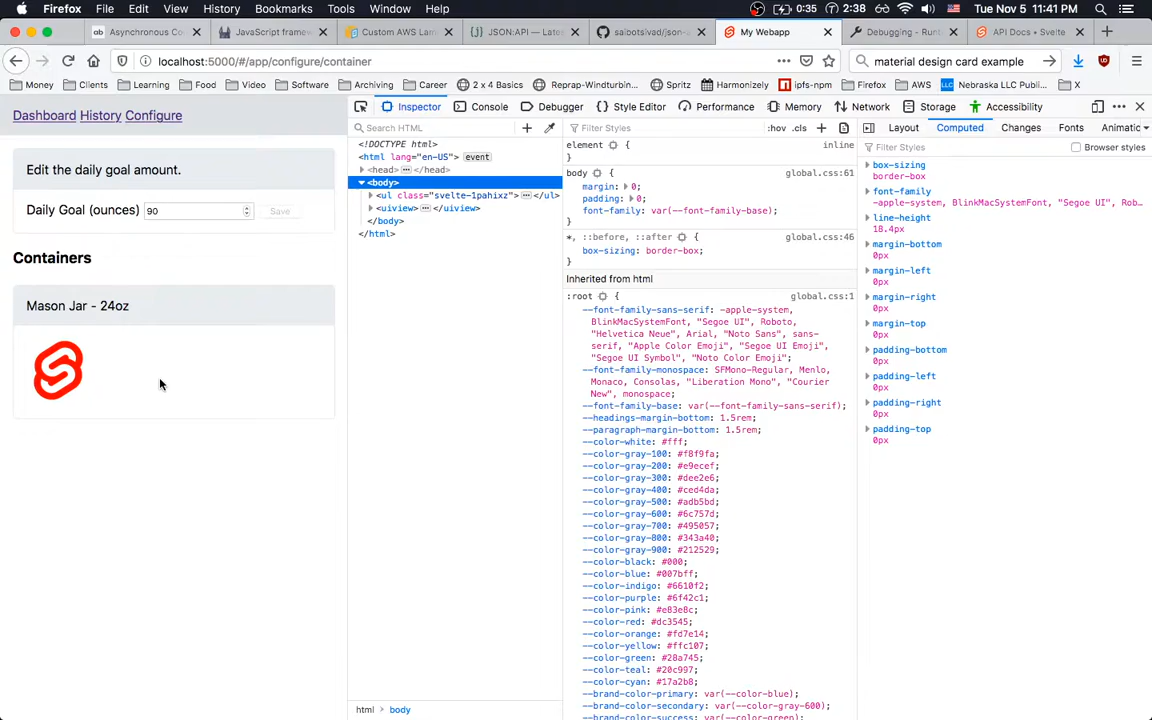 Firefox File Edit View History Bookmarks Tools Window Help 0:35 2:38 Tue Nov 5 11:41 PM
Asynchronous Co JavaScript framew Custom AWS Lam JSON:API — Late saibotsivad/json- My Webapp Debugging - Runt API Docs • Svelte
localhost:5000/#/app/configure/container material design card example
Money Clients Learning Food Video Software Articles Career 2 x 4 Basics Reprap-Windturbin Spritz Harmonizely ipfs-npm Firefox AWS Nebraska LLC Publi... X
Inspector Console Debugger Style Editor Performance Memory Network Storage Accessibility
Dashboard History Configure
Edit the daily goal amount.
Daily Goal (ounces) 90 Save
Containers
Mason Jar - 24oz
Search HTML
<!DOCTYPE html>
<html lang="en-US"> event
<head> </head>
<body>
<ul class="svelte-1pahixz"> </ul>
<uiview> </uiview>
</body>
</html>
html body
Filter Styles :hov .cls
element { inline
}
body { global.css:61
margin: 0;
padding: 0;
font-family: var(--font-family-base);
}
*, ::before, ::after { global.css:46
box-sizing: border-box;
}
Inherited from html
:root { global.css:1
--font-family-sans-serif: -apple-system,
BlinkMacSystemFont, "Segoe UI", Roboto,
"Helvetica Neue", Arial, "Noto Sans", sans-
serif, "Apple Color Emoji", "Segoe UI Emoji",
"Segoe UI Symbol", "Noto Color Emoji";
--font-family-monospace: SFMono-Regular, Menlo,
Monaco, Consolas, "Liberation Mono", "Courier
New", monospace;
--font-family-base: var(--font-family-sans-serif);
--headings-margin-bottom: 1.5rem;
--paragraph-margin-bottom: 1.5rem;
--color-white: #fff;
--color-gray-100: #f8f9fa;
--color-gray-200: #e9ecef;
--color-gray-300: #dee2e6;
--color-gray-400: #ced4da;
--color-gray-500: #adb5bd;
--color-gray-600: #6c757d;
--color-gray-700: #495057;
--color-gray-800: #343a40;
--color-gray-900: #212529;
--color-black: #000;
--color-blue: #007bff;
--color-indigo: #6610f2;
--color-purple: #6f42c1;
--color-pink: #e83e8c;
--color-red: #dc3545;
--color-orange: #fd7e14;
--color-yellow: #ffc107;
--color-green: #28a745;
--color-teal: #20c997;
--color-cyan: #17a2b8;
--brand-color-primary: var(--color-blue);
--brand-color-secondary: var(--color-gray-600);
--brand-color-success: var(--color-green);
Layout Computed Changes Fonts Animatic
Filter Styles Browser styles
box-sizing
border-box
font-family
-apple-system, BlinkMacSystemFont, "Segoe UI", Rob...
line-height
18.4px
margin-bottom
0px
margin-left
0px
margin-right
0px
margin-top
0px
padding-bottom
0px
padding-left
0px
padding-right
0px
padding-top
0px